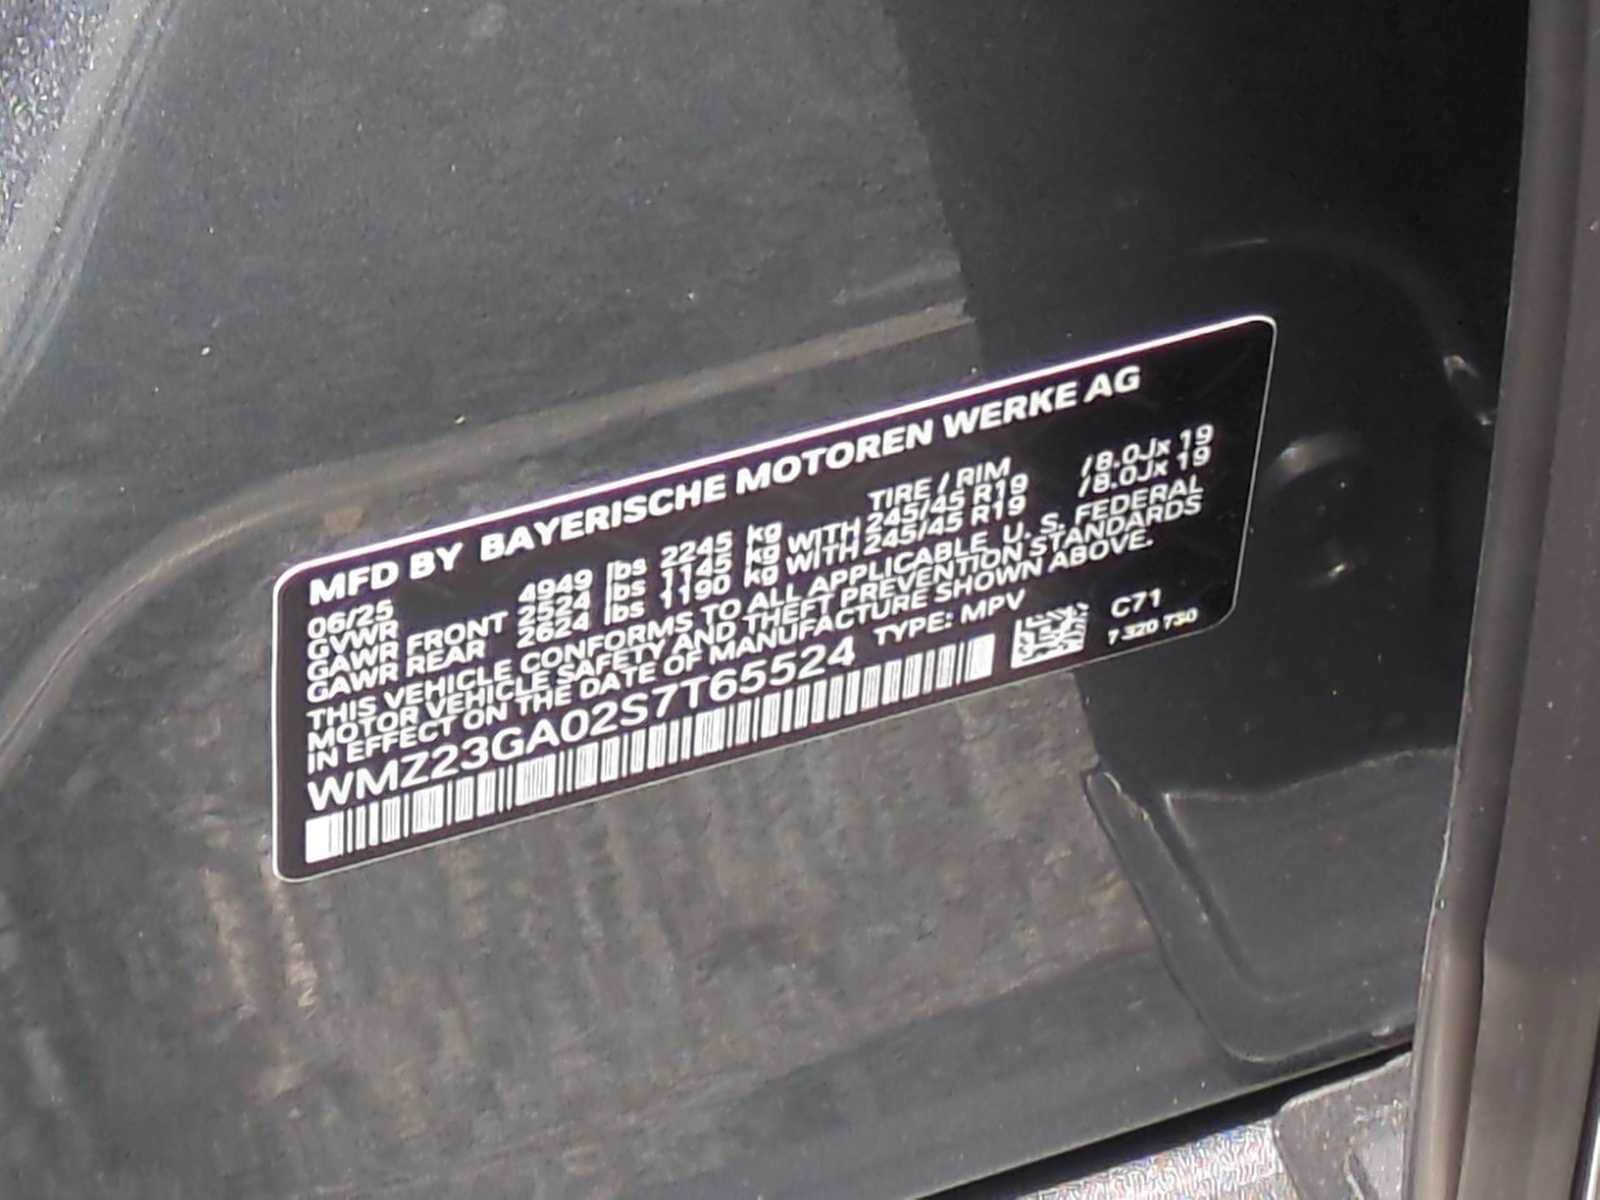 MFD BY BAYERISCHE MOTOREN WERKE AG
06/25 TIRE / RIM
GVWR 4949 lbs 2245 kg
GAWR FRONT 2524 lbs 1145 kg WITH 245/45 R19 /8.0Jx 19
GAWR REAR 2624 lbs 1190 kg WITH 245/45 R19 /8.0Jx 19
THIS VEHICLE CONFORMS TO ALL APPLICABLE U. S. FEDERAL
MOTOR VEHICLE SAFETY AND THEFT PREVENTION STANDARDS
IN EFFECT ON THE DATE OF MANUFACTURE SHOWN ABOVE.
WMZ23GA02S7T65524 TYPE: MPV C71
7 320 730